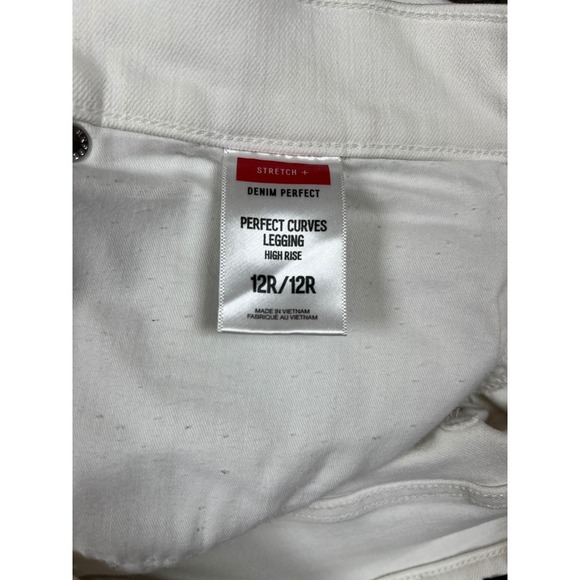 STRETCH +
DENIM PERFECT
PERFECT CURVES
LEGGING
HIGH RISE
12R/12R
MADE IN VIETNAM
FABRIQUÉ AU VIETNAM